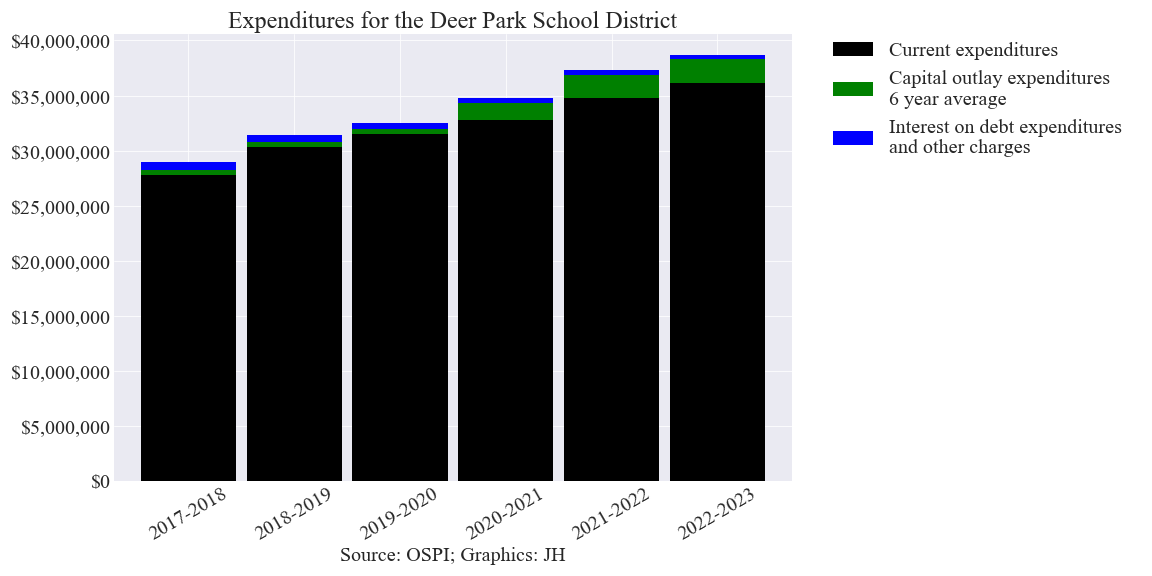 Expenditures for the Deer Park School District
$40,000,000
$35,000,000
$30,000,000
$25,000,000
$20,000,000
$15,000,000
$10,000,000
$5,000,000
$0
2017-2018
2018-2019
2019-2020
2020-2021
2021-2022
2022-2023
Source: OSPI; Graphics: JH
Current expenditures
Capital outlay expenditures
6 year average
Interest on debt expenditures
and other charges